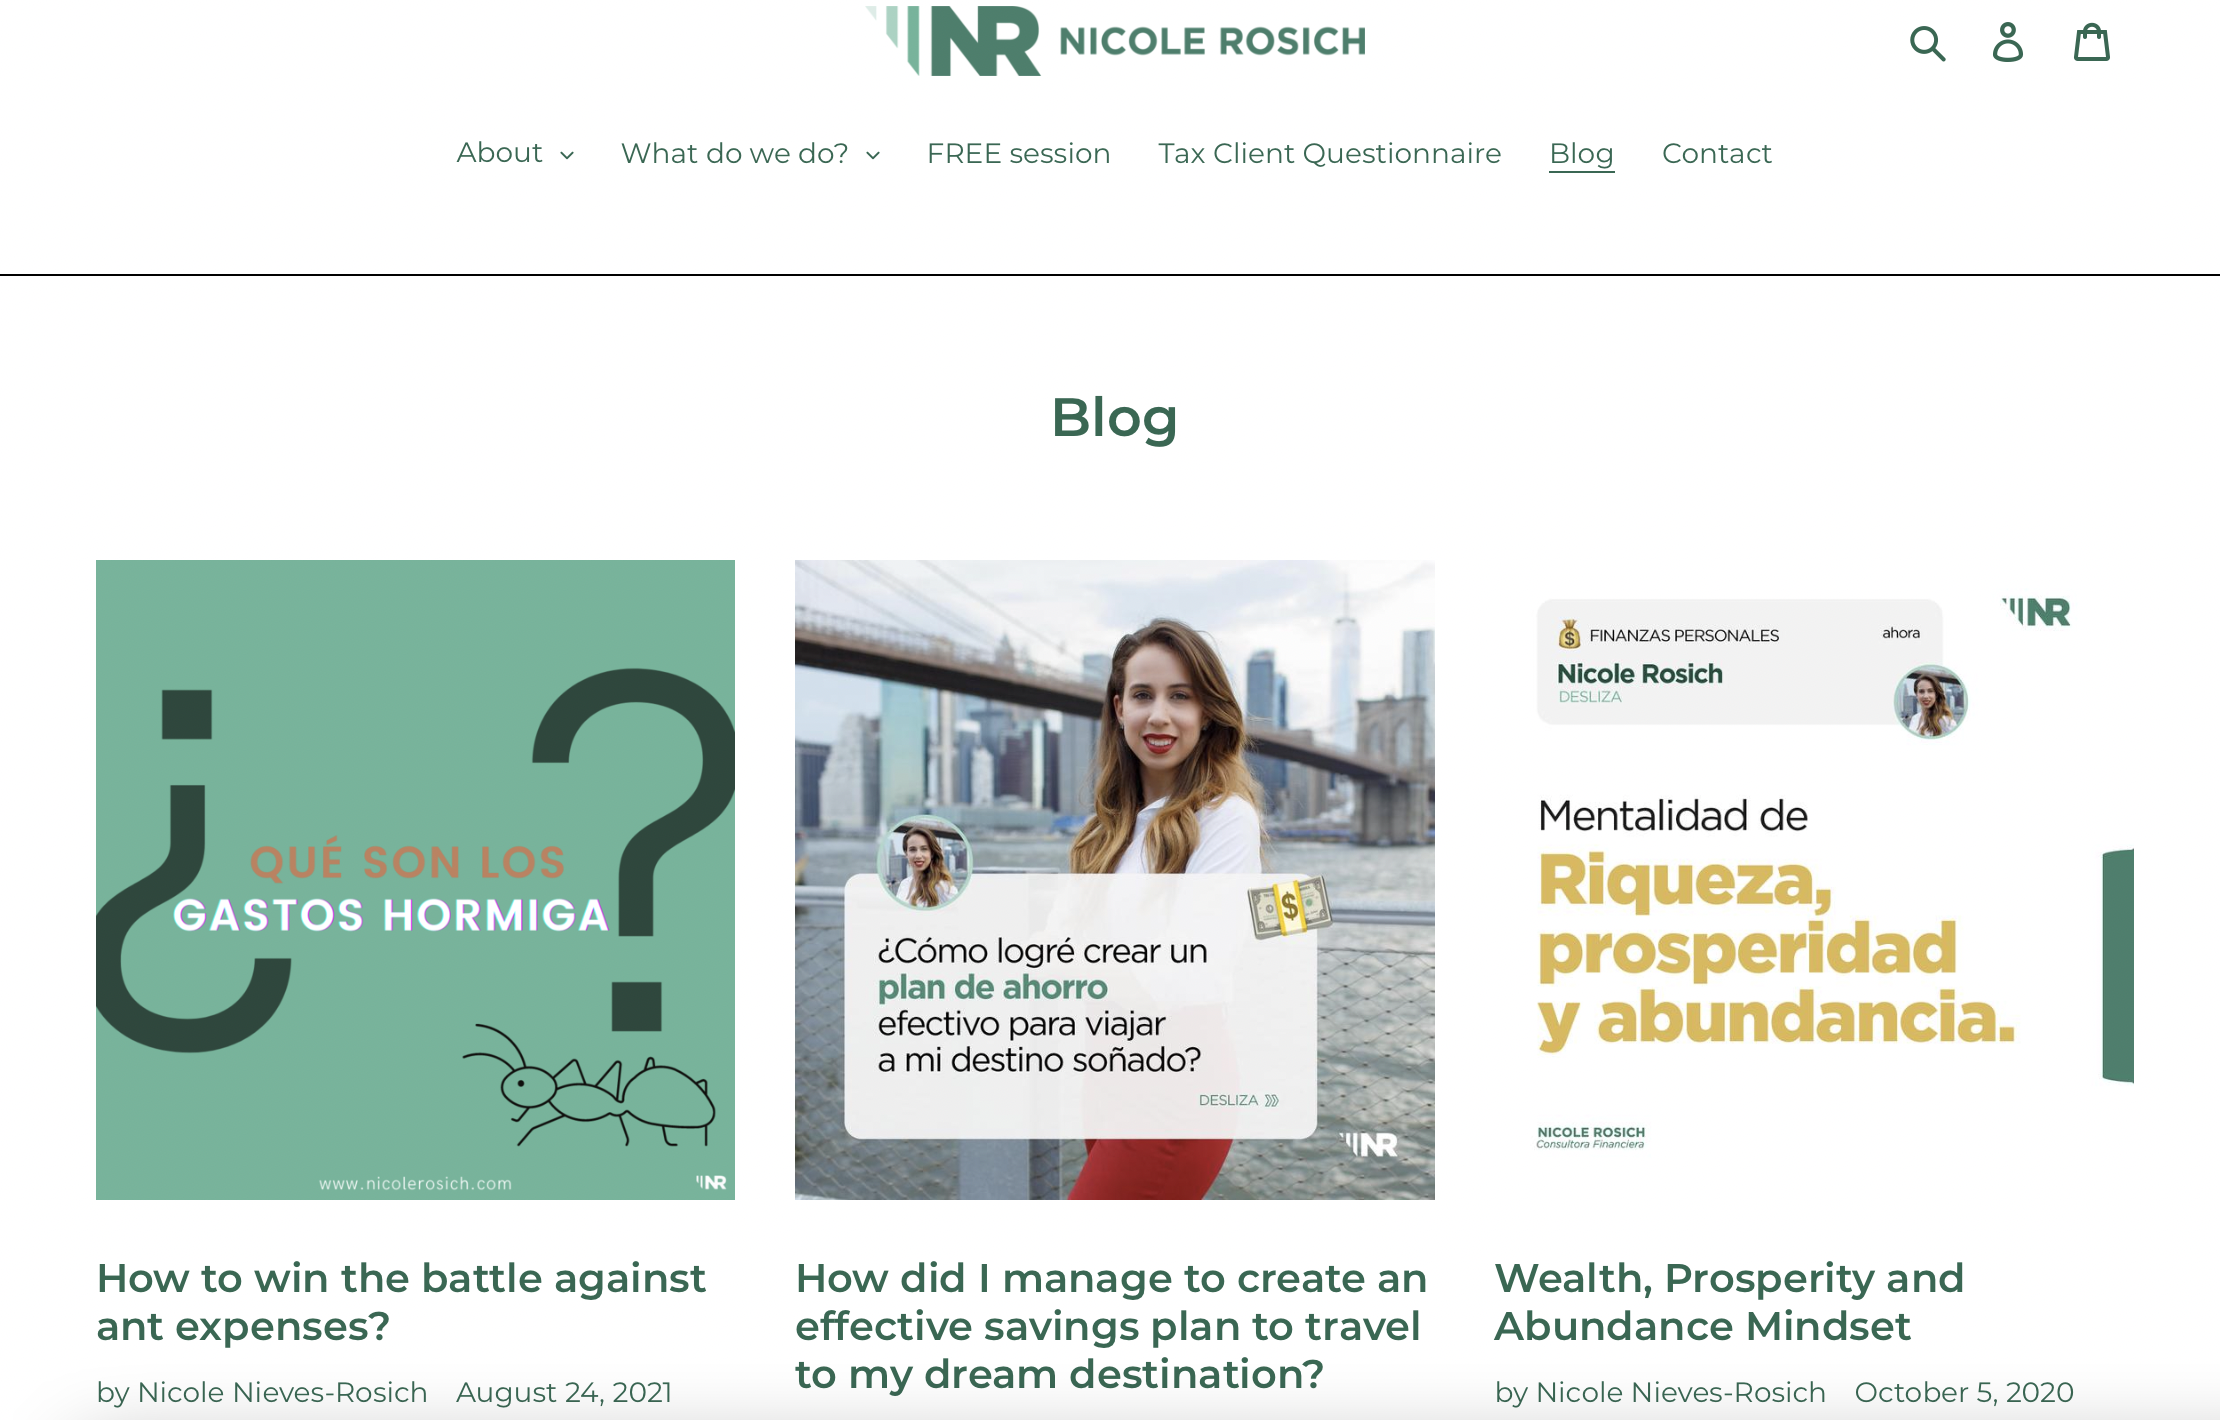 NR NICOLE ROSICH
About
What do we do?
FREE session
Tax Client Questionnaire
Blog
Contact
Blog
¿
?
QUÉ SON LOS
GASTOS HORMIGA
www.nicolerosich.com
NR
How to win the battle against
ant expenses?
by Nicole Nieves-Rosich August 24, 2021
$
¿Cómo logré crear un
plan de ahorro
efectivo para viajar
a mi destino soñado?
DESLIZA
NR
How did I manage to create an
effective savings plan to travel
to my dream destination?
$ FINANZAS PERSONALES ahora
NR
Nicole Rosich
DESLIZA
Mentalidad de
Riqueza,
prosperidad
y abundancia.
NICOLE ROSICH
Consultora Financiera
Wealth, Prosperity and
Abundance Mindset
by Nicole Nieves-Rosich October 5, 2020